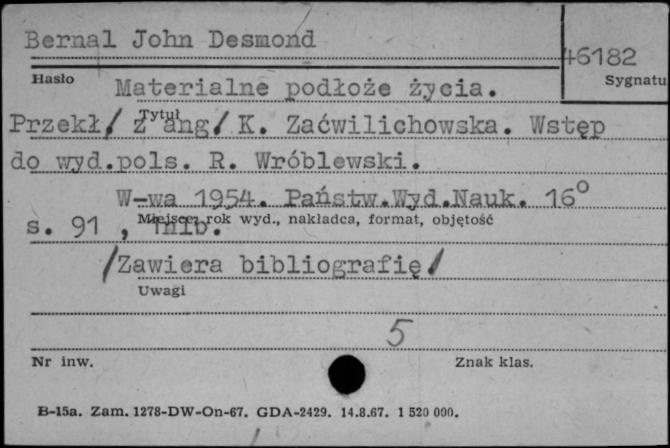 Bernal John Desmond
46182
Hasło
Sygnatu
Materialne podłoże życia.
Tytuł
Przekł/ z ang/ K. Zaćwilichowska. Wstęp
do wyd.pols. R. Wróblewski.
W-wa 1954. Państw.Wyd.Nauk. 16°
Miejsce, rok wyd., nakładca, format, objętość
s. 91 , nlb.
/Zawiera bibliografię/
Uwagi
5
Nr inw.
Znak klas.
B-15a. Zam. 1278-DW-On-67. GDA-2429. 14.8.67. 1 520 000.